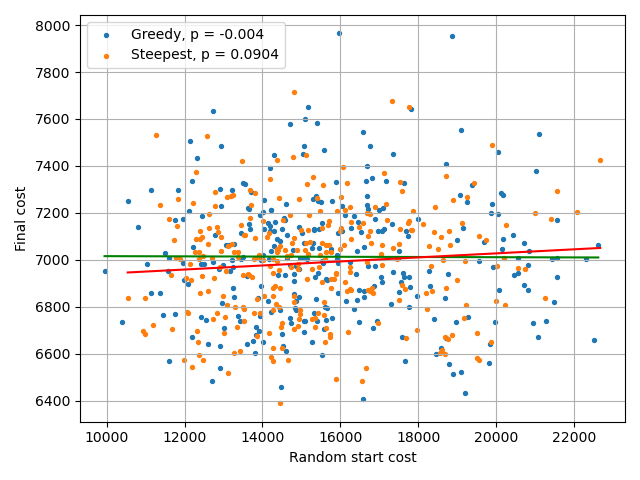 Greedy, p = -0.004
Steepest, p = 0.0904
8000
7800
7600
7400
7200
7000
6800
6600
6400
Final cost
10000 12000 14000 16000 18000 20000 22000
Random start cost